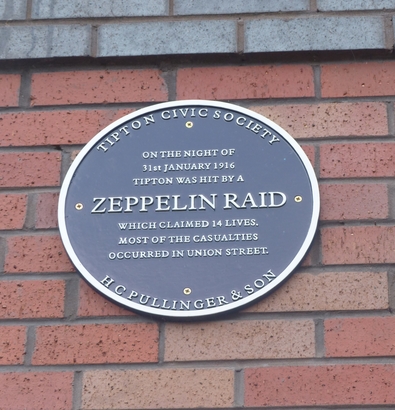 TIPTON CIVIC SOCIETY
ON THE NIGHT OF
31st JANUARY 1916
TIPTON WAS HIT BY A
ZEPPELIN RAID
WHICH CLAIMED 14 LIVES.
MOST OF THE CASUALTIES
OCCURRED IN UNION STREET.
H.C. PULLINGER & SON